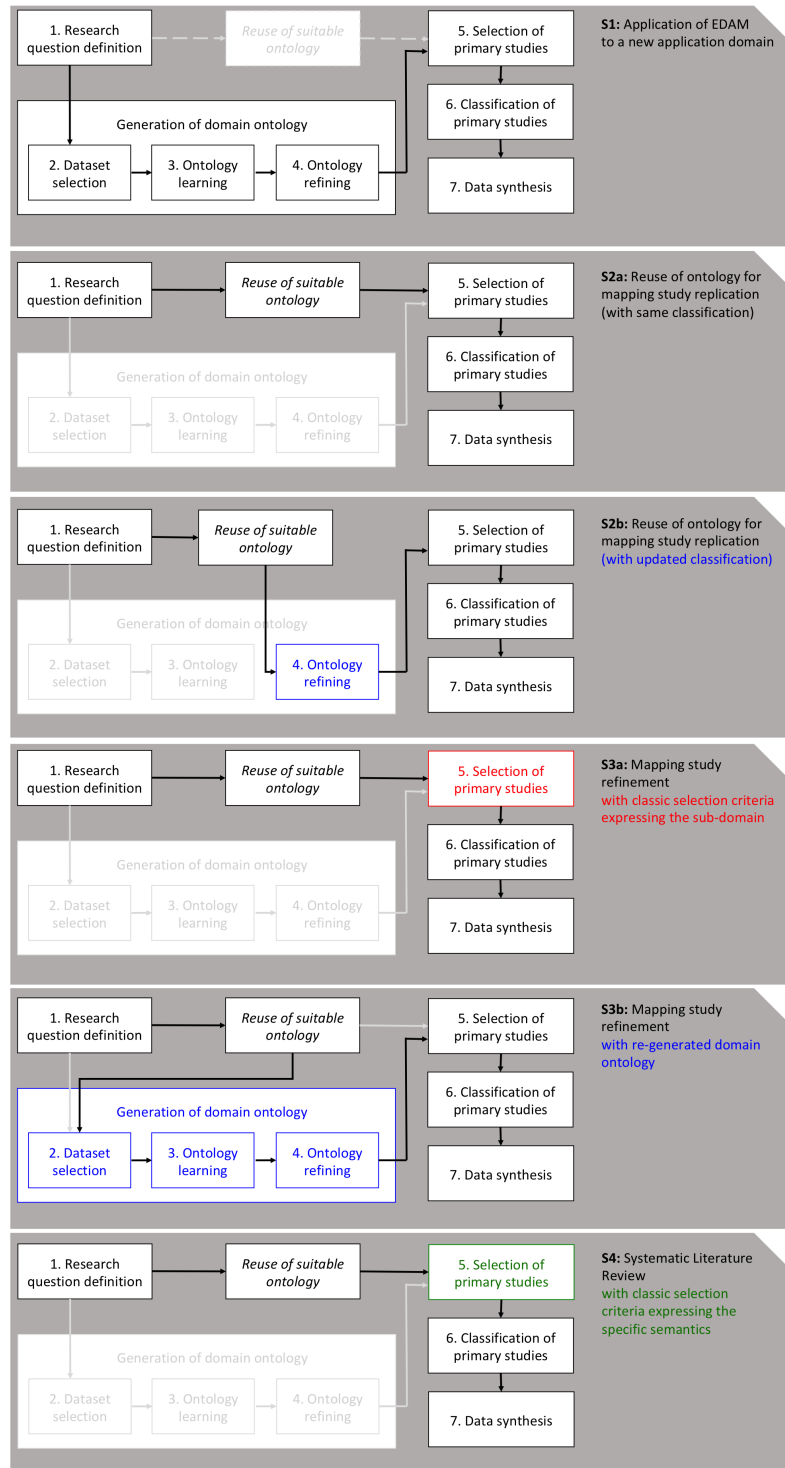 1. Research
question definition
Reuse of suitable
ontology
5. Selection of
primary studies
S1: Application of EDAM
to a new application domain
6. Classification of
primary studies
Generation of domain ontology
2. Dataset
selection
3. Ontology
learning
4. Ontology
refining
7. Data synthesis
1. Research
question definition
Reuse of suitable
ontology
5. Selection of
primary studies
S2a: Reuse of ontology for
mapping study replication
(with same classification)
6. Classification of
primary studies
Generation of domain ontology
2. Dataset
selection
3. Ontology
learning
4. Ontology
refining
7. Data synthesis
1. Research
question definition
Reuse of suitable
ontology
5. Selection of
primary studies
S2b: Reuse of ontology for
mapping study replication
(with updated classification)
6. Classification of
primary studies
Generation of domain ontology
2. Dataset
selection
3. Ontology
learning
4. Ontology
refining
7. Data synthesis
1. Research
question definition
Reuse of suitable
ontology
5. Selection of
primary studies
S3a: Mapping study
refinement
with classic selection criteria
expressing the sub-domain
6. Classification of
primary studies
Generation of domain ontology
2. Dataset
selection
3. Ontology
learning
4. Ontology
refining
7. Data synthesis
1. Research
question definition
Reuse of suitable
ontology
5. Selection of
primary studies
S3b: Mapping study
refinement
with re-generated domain
ontology
6. Classification of
primary studies
Generation of domain ontology
2. Dataset
selection
3. Ontology
learning
4. Ontology
refining
7. Data synthesis
1. Research
question definition
Reuse of suitable
ontology
5. Selection of
primary studies
S4: Systematic Literature
Review
with classic selection
criteria expressing the
specific semantics
6. Classification of
primary studies
Generation of domain ontology
2. Dataset
selection
3. Ontology
learning
4. Ontology
refining
7. Data synthesis